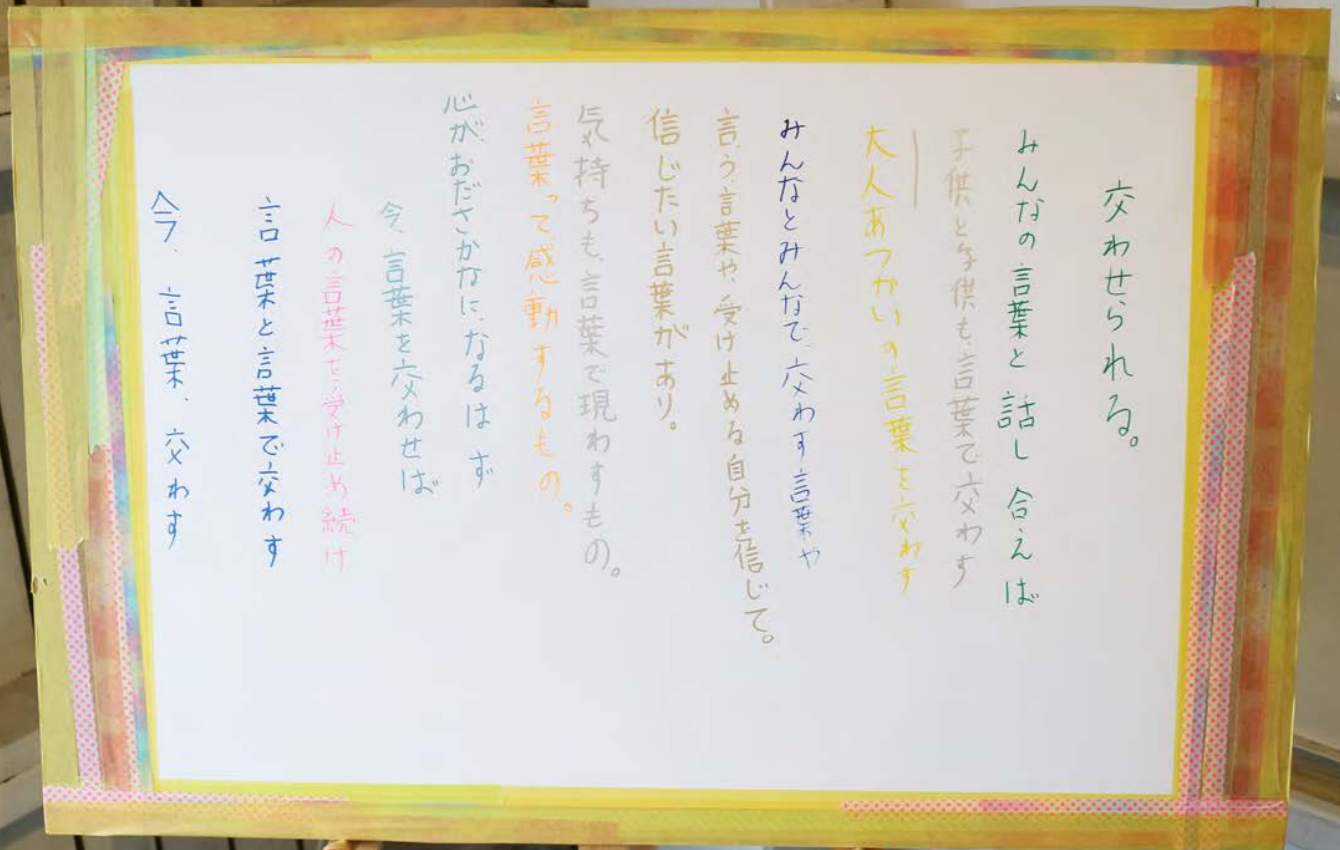 今、言葉、交わす
言葉と言葉で交わす
人の言葉を受け止め続け
今、言葉を交わせば
心が、おださかなに、なるはず
言葉って感動するもの。
気持ちも、言葉で現わすもの。
信じたい言葉があり。
言う、言葉や、受け止める自分を信じて。
みんなとみんなで、交わす言葉や
大人あつかいの言葉を交わす
子供と子供も、言葉で交わす
みんなの言葉と話し合えば
交わせられる。